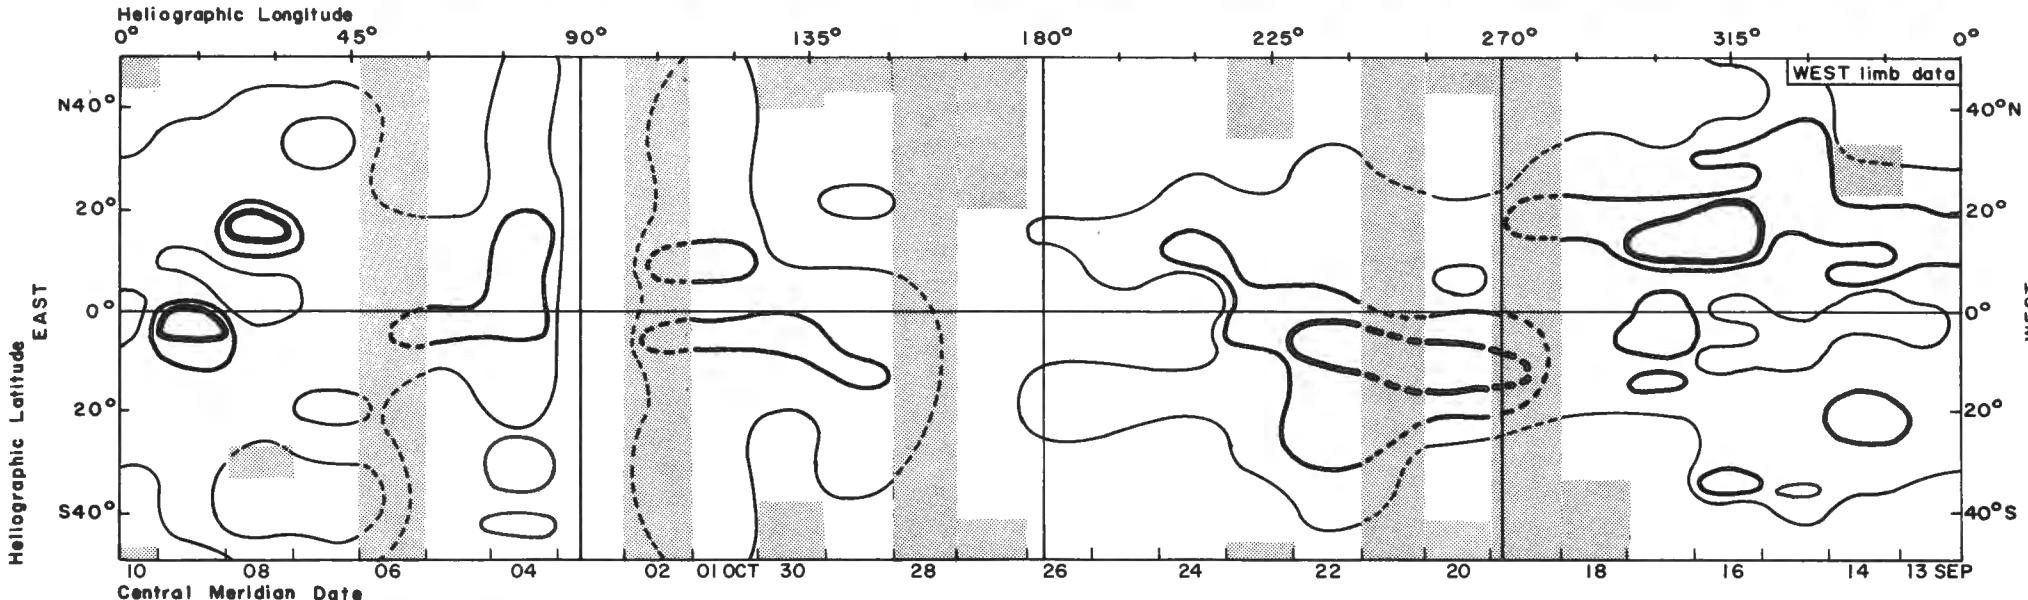 Heliographic Longitude
0° 45° 90° 135° 180° 225° 270° 315° 0°
WEST limb data
N40° 40°N
20° 20°
0° 0°
20° 20°
S40° 40°S
Heliographic Latitude
EAST
10 08 06 04 02 01 OCT 30 28 26 24 22 20 18 16 14 13 SEP
Central Meridian Date